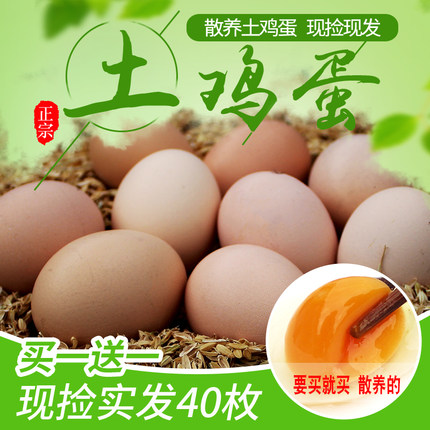 散养土鸡蛋 现捡现发
土鸡蛋
正宗
买一送一
现捡实发40枚
要买就买 散养的